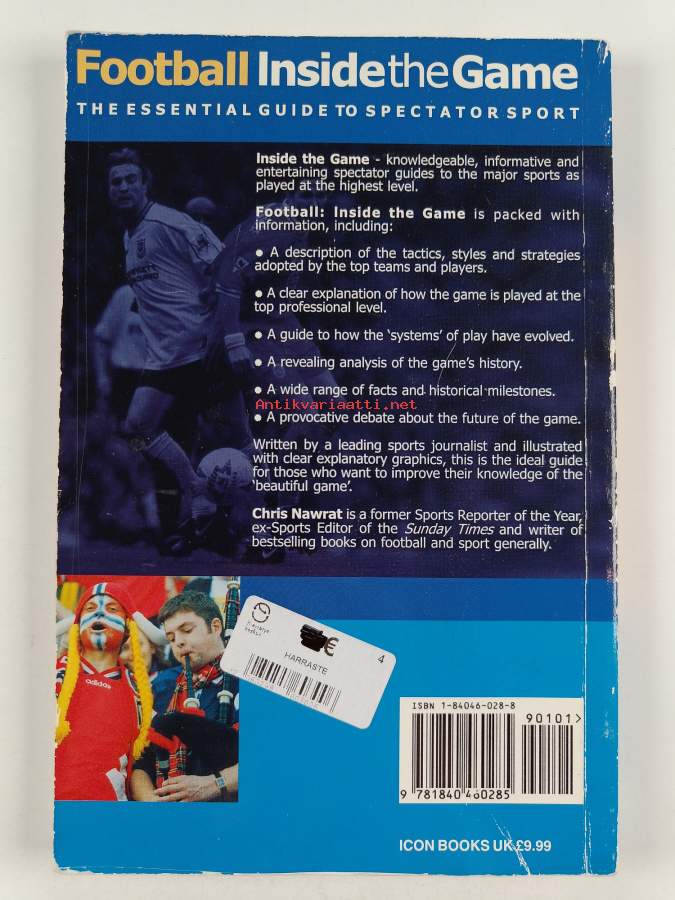 Football Inside the Game
THE ESSENTIAL GUIDE TO SPECTATOR SPORT
Inside the Game - knowledgeable, informative and
entertaining spectator guides to the major sports as
played at the highest level.
Football: Inside the Game is packed with
information, including:
• A description of the tactics, styles and strategies
adopted by the top teams and players.
• A clear explanation of how the game is played at the
top professional level.
• A guide to how the ‘systems’ of play have evolved.
• A revealing analysis of the game's history.
• A wide range of facts and historical milestones.
Antikvariaatti.net
• A provocative debate about the future of the game.
Written by a leading sports journalist and illustrated
with clear explanatory graphics, this is the ideal guide
for those who want to improve their knowledge of the
‘beautiful game’.
Chris Nawrat is a former Sports Reporter of the Year,
ex-Sports Editor of the Sunday Times and writer of
bestselling books on football and sport generally.
adidas
€
4
HARRASTE
ISBN 1-84046-028-8
90101>
9 781840 460285
ICON BOOKS UK £9.99